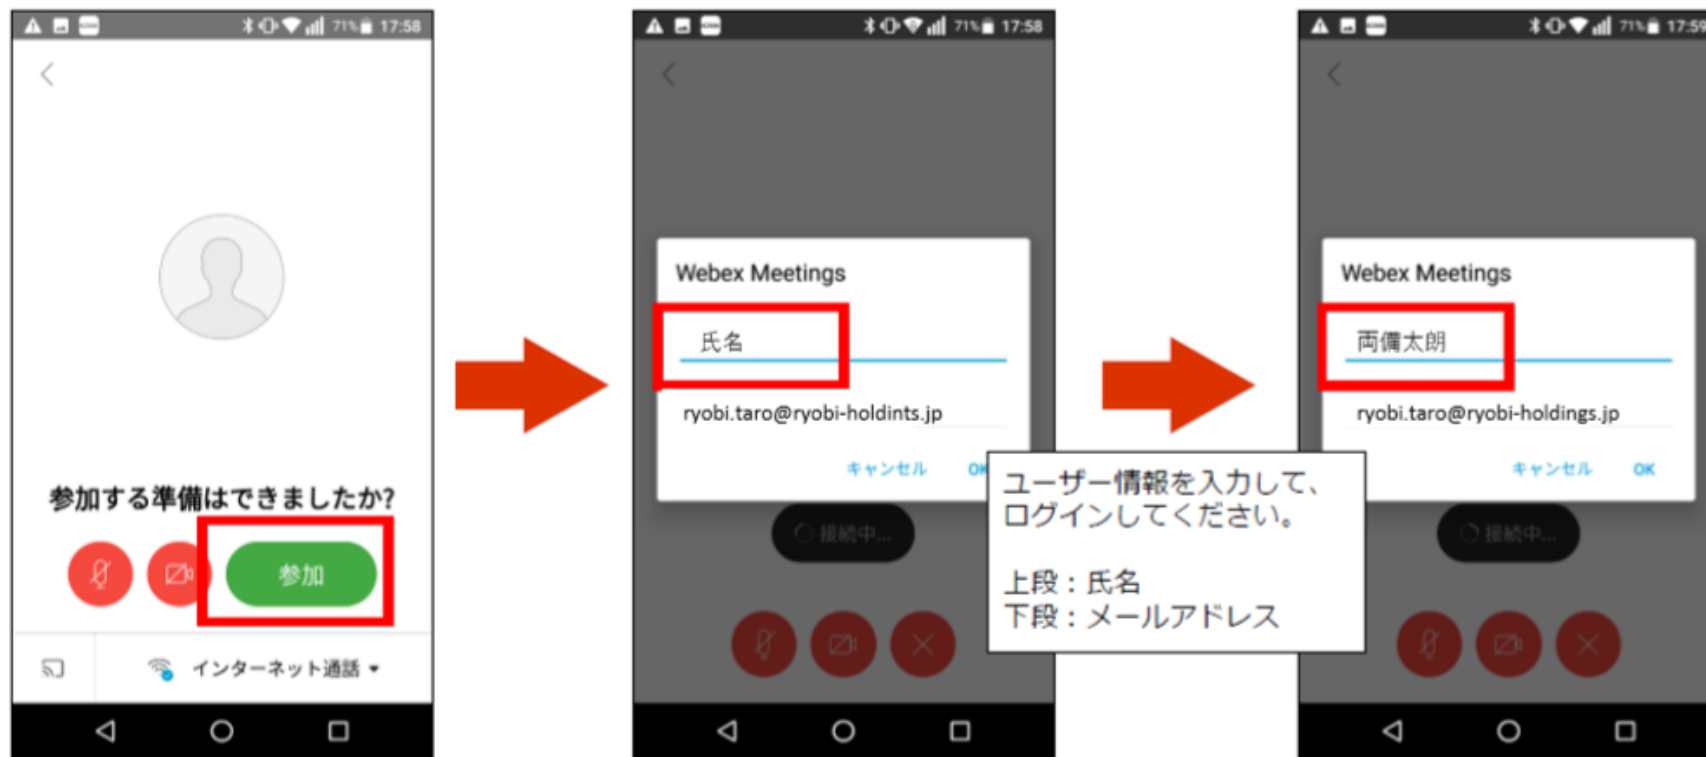 71% 17:58
参加する準備はできましたか?
参加
インターネット通話
71% 17:58
Webex Meetings
氏名
ryobi.taro@ryobi-holdints.jp
キャンセル OK
接続中...
ユーザー情報を入力して、
ログインしてください。
上段：氏名
下段：メールアドレス
71% 17:59
Webex Meetings
両備太朗
ryobi.taro@ryobi-holdings.jp
キャンセル OK
接続中...